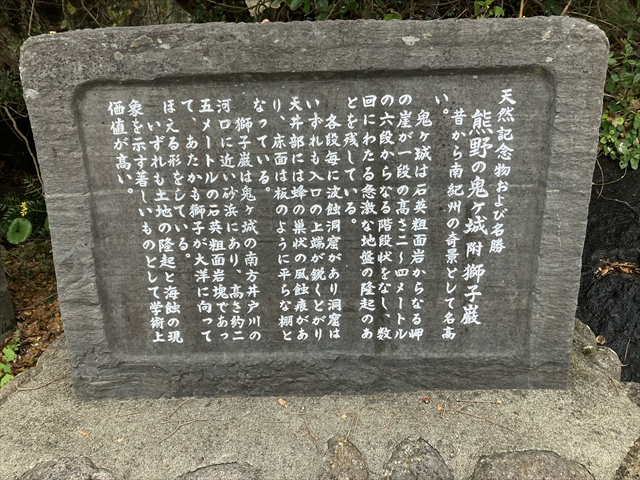 天然記念物および名勝
熊野の鬼ヶ城 附 獅子巖
昔から南紀州の奇景として名高
い。
鬼ヶ城は石英粗面岩からなる岬
の崖が一段の高さ二〜四メートル
の六段からなる階段状をなし、数
回にわたる急激な地盤の隆起のあ
とを残している。
各段毎に波蝕洞窟があり洞窟は
いずれも入口の上端が鋭くとがり
天井部には蜂の巣状の風蝕痕があ
り、床面は板のように平らな棚と
なっている。
獅子巖は鬼ヶ城の南方井戸川の
河口に近い砂浜にあり、高さ約二
五メートルの石英粗面岩塊であっ
て、あたかも獅子が大洋に向って
ほえる形をしている。
いずれも土地の隆起と海蝕の現
象を示す著しいものとして学術上
価値が高い。